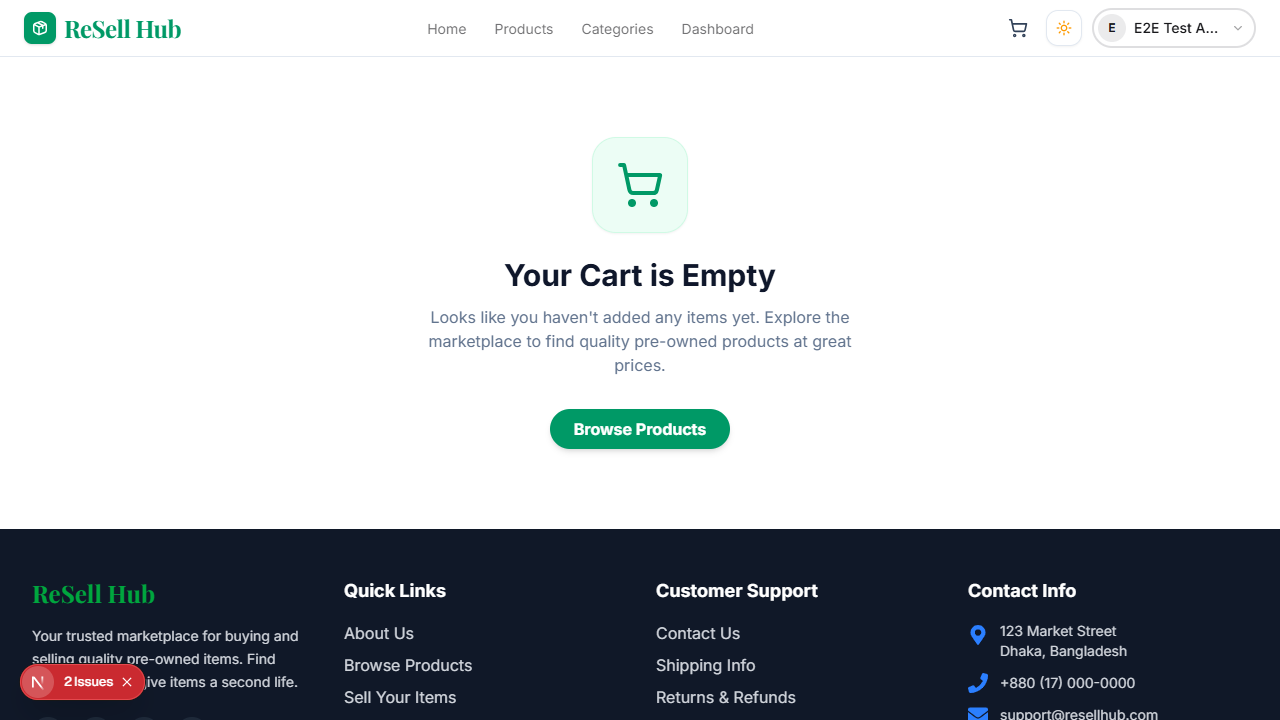 ReSell Hub
Home
Products
Categories
Dashboard
E
E2E Test A...
Your Cart is Empty
Looks like you haven't added any items yet. Explore the
marketplace to find quality pre-owned products at great
prices.
Browse Products
ReSell Hub
Your trusted marketplace for buying and
selling quality pre-owned items. Find
ive items a second life.
N
2 Issues
Quick Links
About Us
Browse Products
Sell Your Items
Customer Support
Contact Us
Shipping Info
Returns & Refunds
Contact Info
123 Market Street
Dhaka, Bangladesh
+880 (17) 000-0000
support@resellhub.com